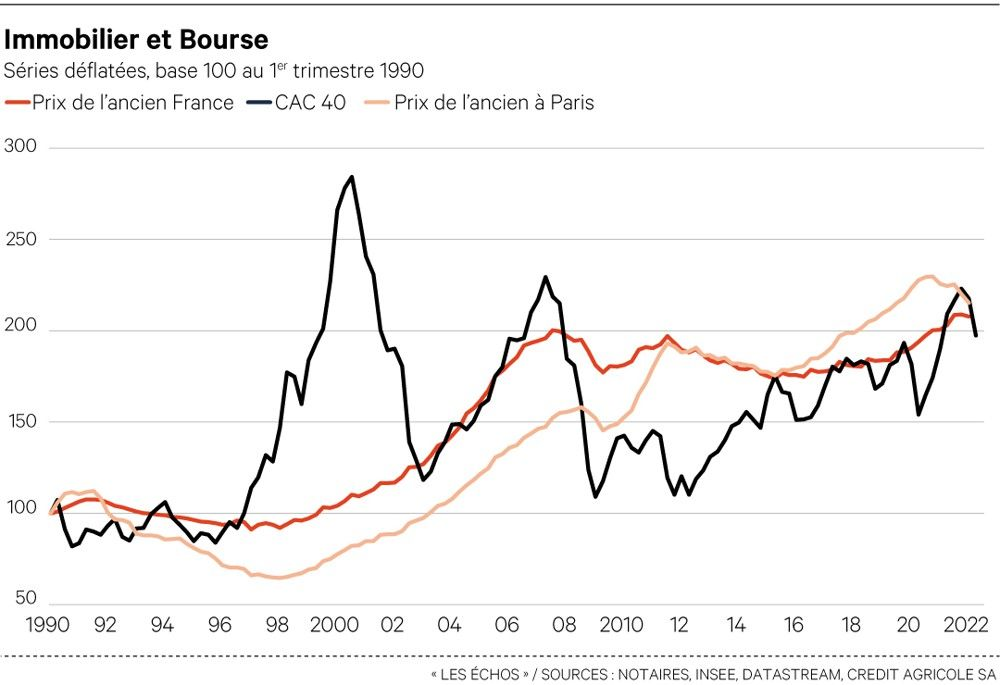 Immobilier et Bourse
Séries déflatées, base 100 au 1er trimestre 1990
Prix de l’ancien France CAC 40 Prix de l’ancien à Paris
300
250
200
150
100
50
1990 92 94 96 98 2000 02 04 06 08 2010 12 14 16 18 20 2022
« LES ÉCHOS » / SOURCES : NOTAIRES, INSEE, DATASTREAM, CREDIT AGRICOLE SA